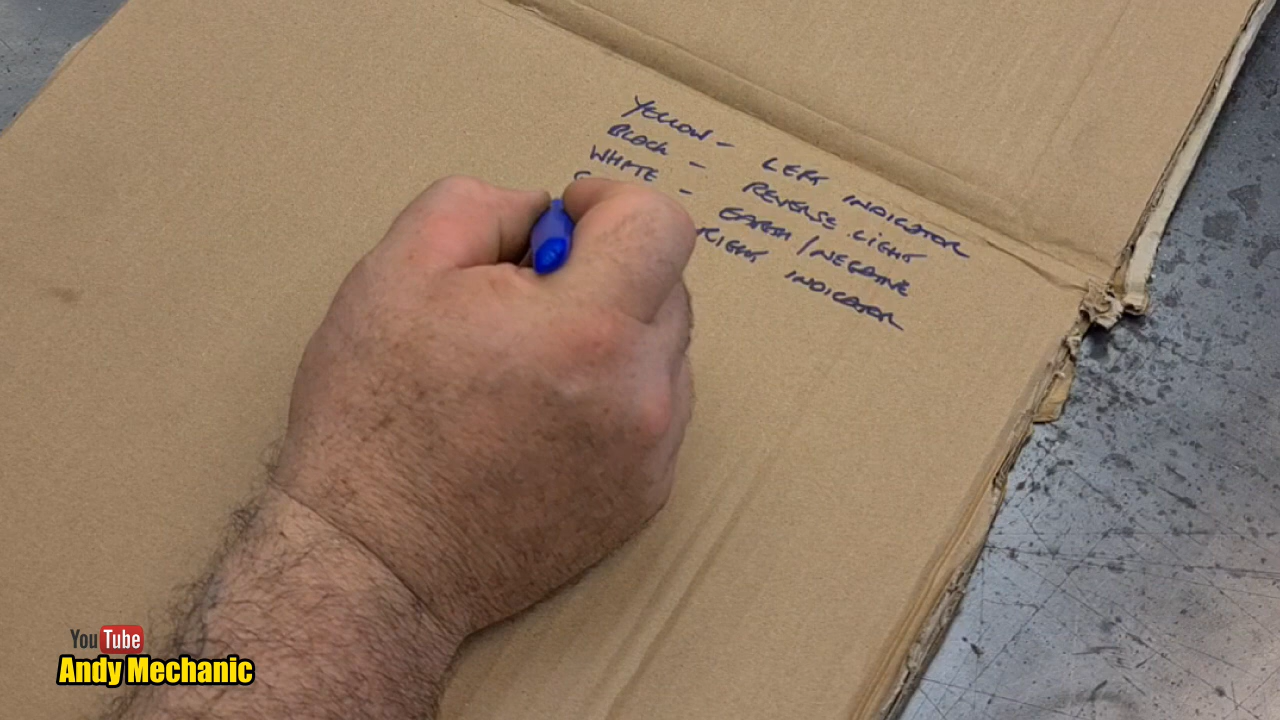 YELLOW - LEFT INDICATOR
BLACK - REVERSE LIGHT
WHITE - EARTH/NEGATIVE
RIGHT INDICATOR
YouTube
Andy Mechanic